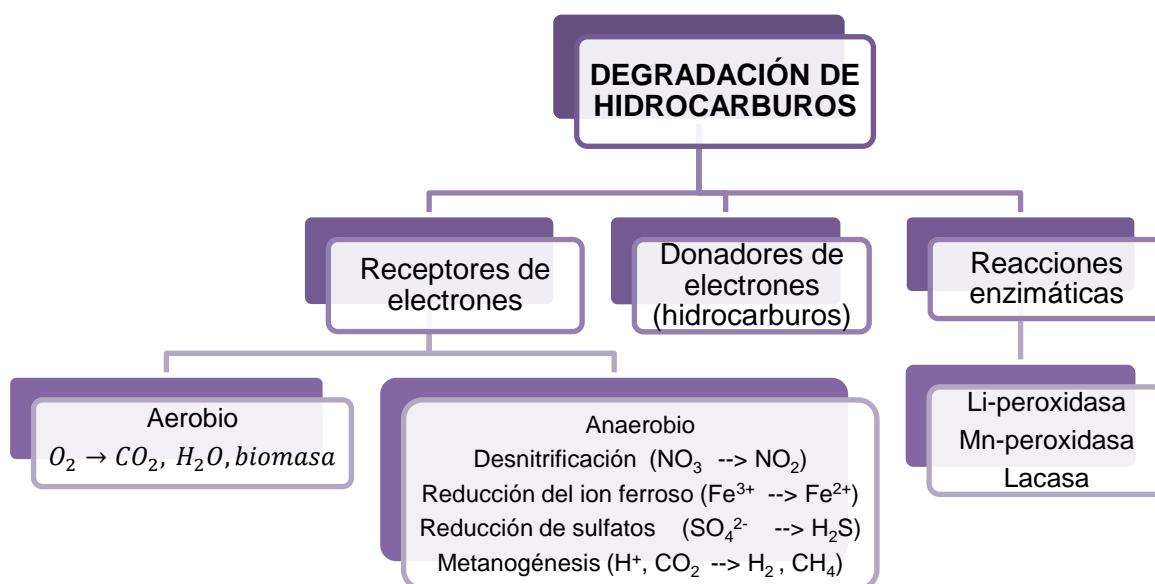 DEGRADACIÓN DE
HIDROCARBUROS
Receptores de
electrones
Donadores de
electrones
(hidrocarburos)
Reacciones
enzimáticas
Aerobio
O₂ → CO₂, H₂O, biomasa
Anaerobio
Desnitrificación (NO₃ --> NO₂)
Reducción del ion ferroso (Fe³⁺ --> Fe²⁺)
Reducción de sulfatos (SO₄²⁻ --> H₂S)
Metanogénesis (H⁺, CO₂ --> H₂ , CH₄)
Li-peroxidasa
Mn-peroxidasa
Lacasa